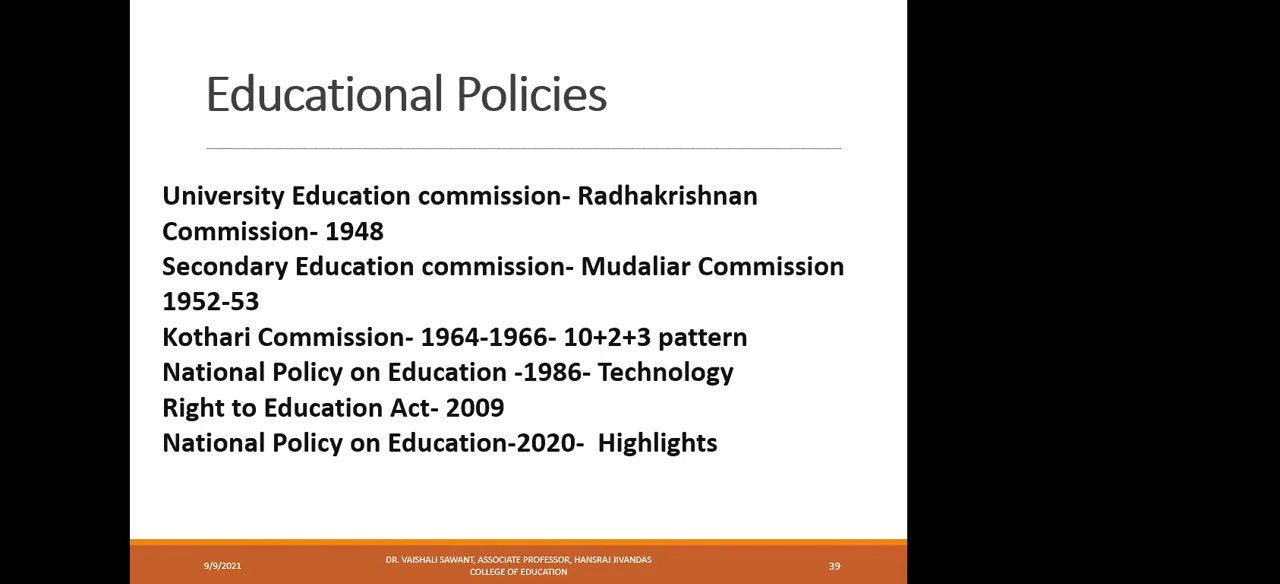 Educational Policies
University Education commission- Radhakrishnan
Commission- 1948
Secondary Education commission- Mudaliar Commission
1952-53
Kothari Commission- 1964-1966- 10+2+3 pattern
National Policy on Education -1986- Technology
Right to Education Act- 2009
National Policy on Education-2020-  Highlights
9/9/2021
DR. VAISHALI SAWANT, ASSOCIATE PROFESSOR, HANSRAJ JIVANDAS
COLLEGE OF EDUCATION
39